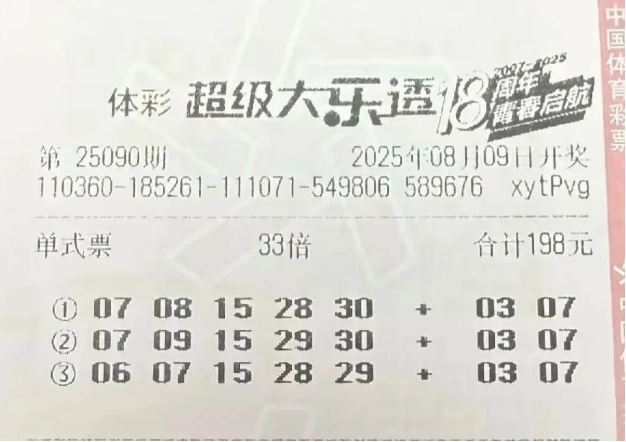 体彩 超级大乐透 18 2007-2025
周年
青春启航
第 25090期 2025年08月09日开奖
110360-185261-111071-549806 589676 xytPvg
单式票 33倍 合计198元
① 07 08 15 28 30 + 03 07
② 07 09 15 29 30 + 03 07
③ 06 07 15 28 29 + 03 07
中国体育彩票